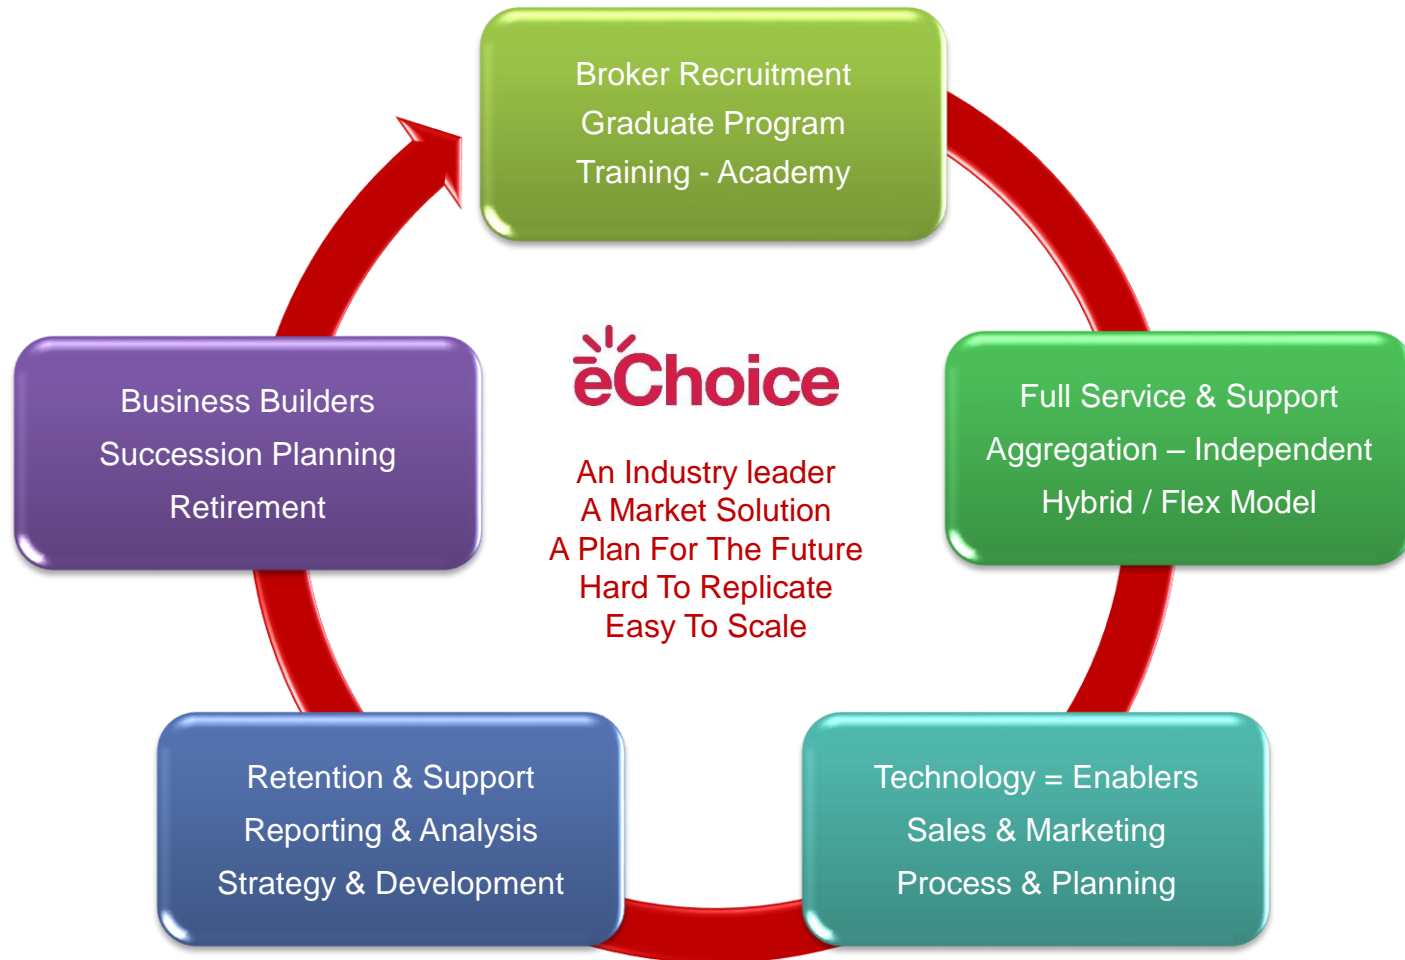 Broker Recruitment
Graduate Program
Training - Academy
Full Service & Support
Aggregation – Independent
Hybrid / Flex Model
Technology = Enablers
Sales & Marketing
Process & Planning
Retention & Support
Reporting & Analysis
Strategy & Development
Business Builders
Succession Planning
Retirement
eChoice
An Industry leader
A Market Solution
A Plan For The Future
Hard To Replicate
Easy To Scale